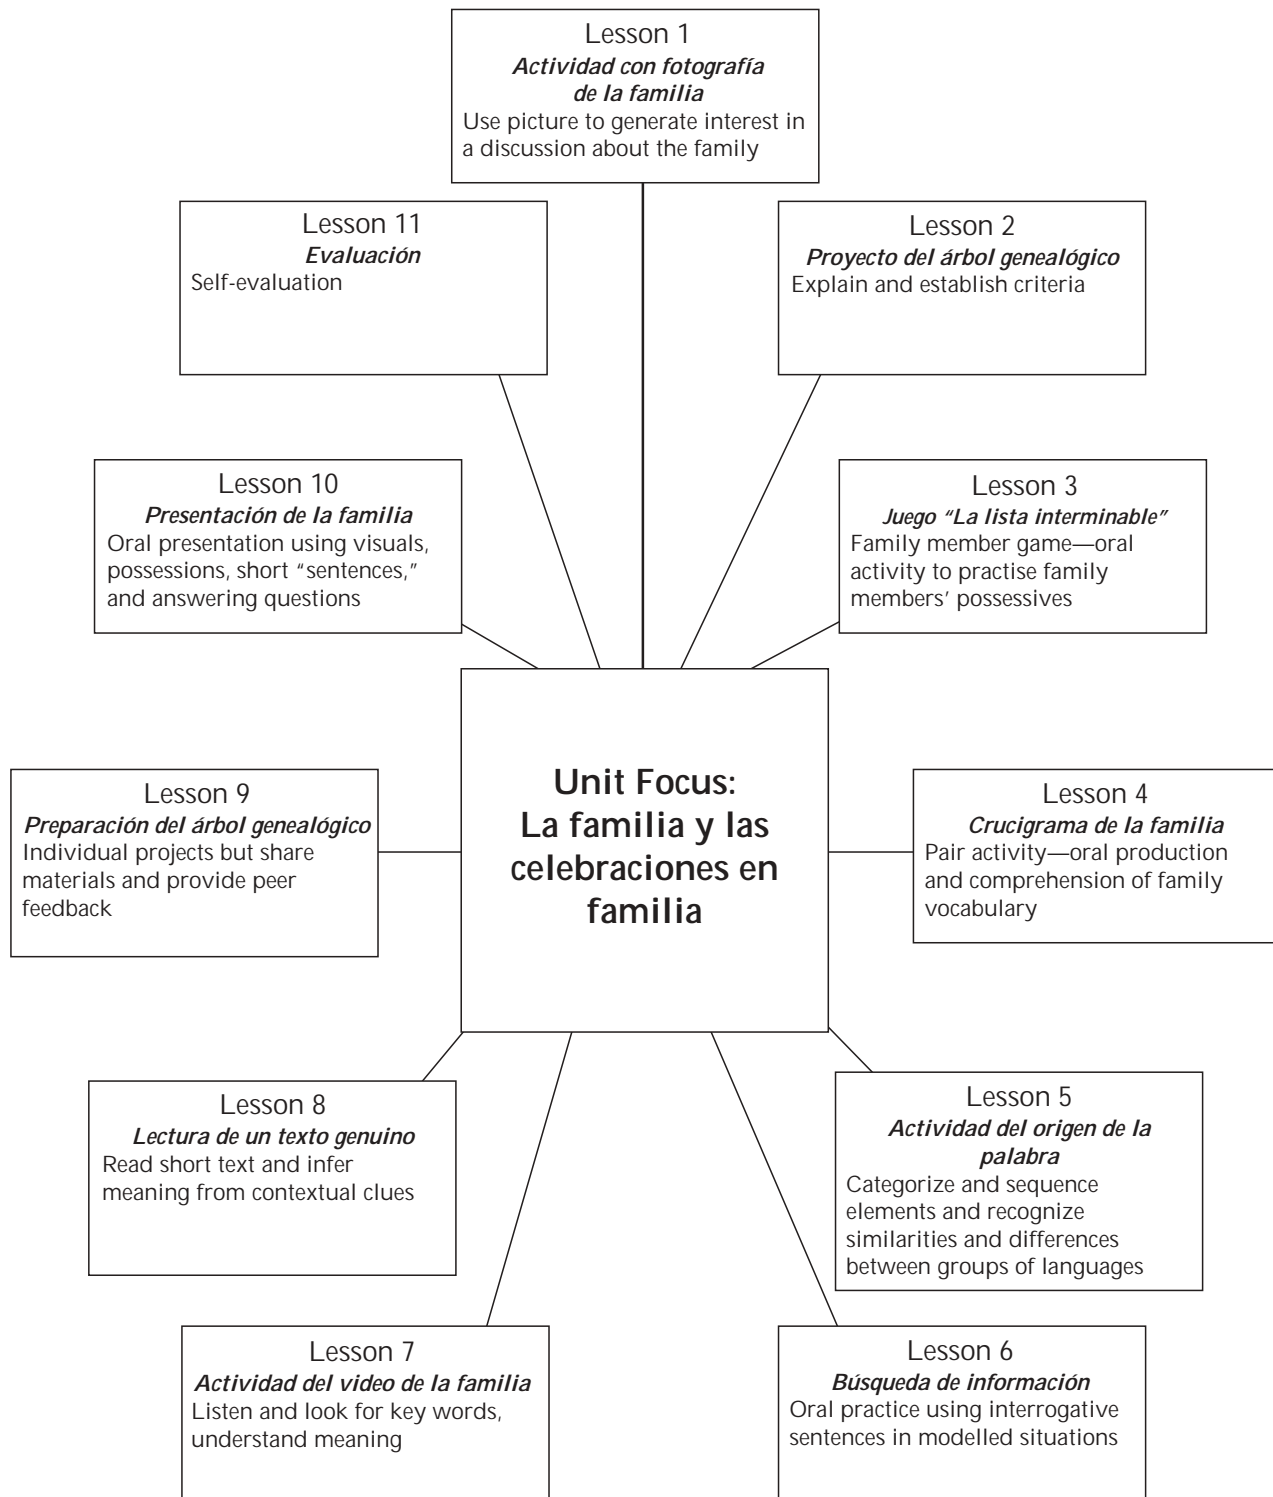 Lesson 1
Actividad con fotografía
de la familia
Use picture to generate interest in
a discussion about the family
Lesson 2
Proyecto del árbol genealógico
Explain and establish criteria
Lesson 3
Juego “La lista interminable”
Family member game—oral
activity to practise family
members’ possessives
Lesson 4
Crucigrama de la familia
Pair activity—oral production
and comprehension of family
vocabulary
Lesson 5
Actividad del origen de la
palabra
Categorize and sequence
elements and recognize
similarities and differences
between groups of languages
Lesson 6
Búsqueda de información
Oral practice using interrogative
sentences in modelled situations
Lesson 7
Actividad del video de la familia
Listen and look for key words,
understand meaning
Lesson 8
Lectura de un texto genuino
Read short text and infer
meaning from contextual clues
Lesson 9
Preparación del árbol genealógico
Individual projects but share
materials and provide peer
feedback
Lesson 10
Presentación de la familia
Oral presentation using visuals,
possessions, short “sentences,”
and answering questions
Lesson 11
Evaluación
Self-evaluation
Unit Focus:
La familia y las
celebraciones en
familia